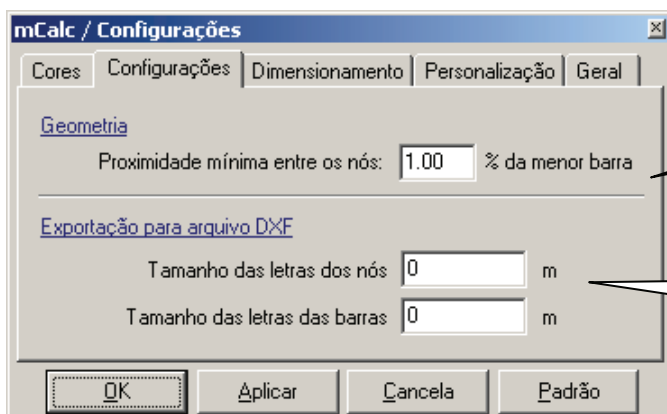 mCalc / Configurações
Cores Configurações Dimensionamento Personalização Geral
Geometria
Proximidade mínima entre os nós: 1.00 % da menor barra
Exportação para arquivo DXF
Tamanho das letras dos nós 0 m
Tamanho das letras das barras 0 m
OK Aplicar Cancela Padrão